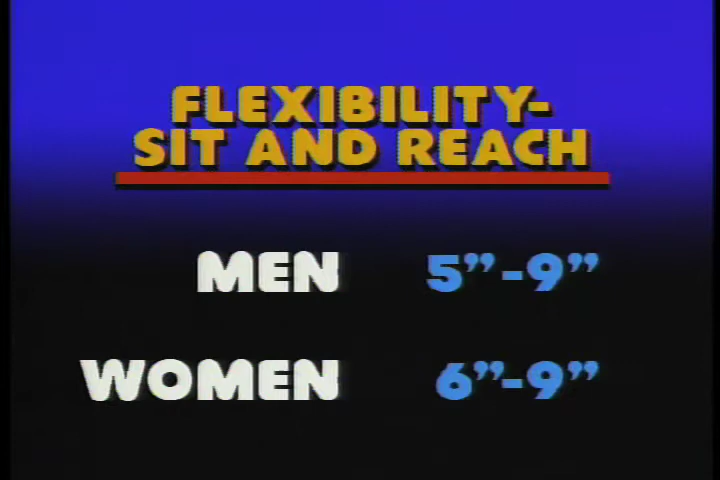 FLEXIBILITY-
SIT AND REACH
MEN 5”-9”
WOMEN 6”-9”